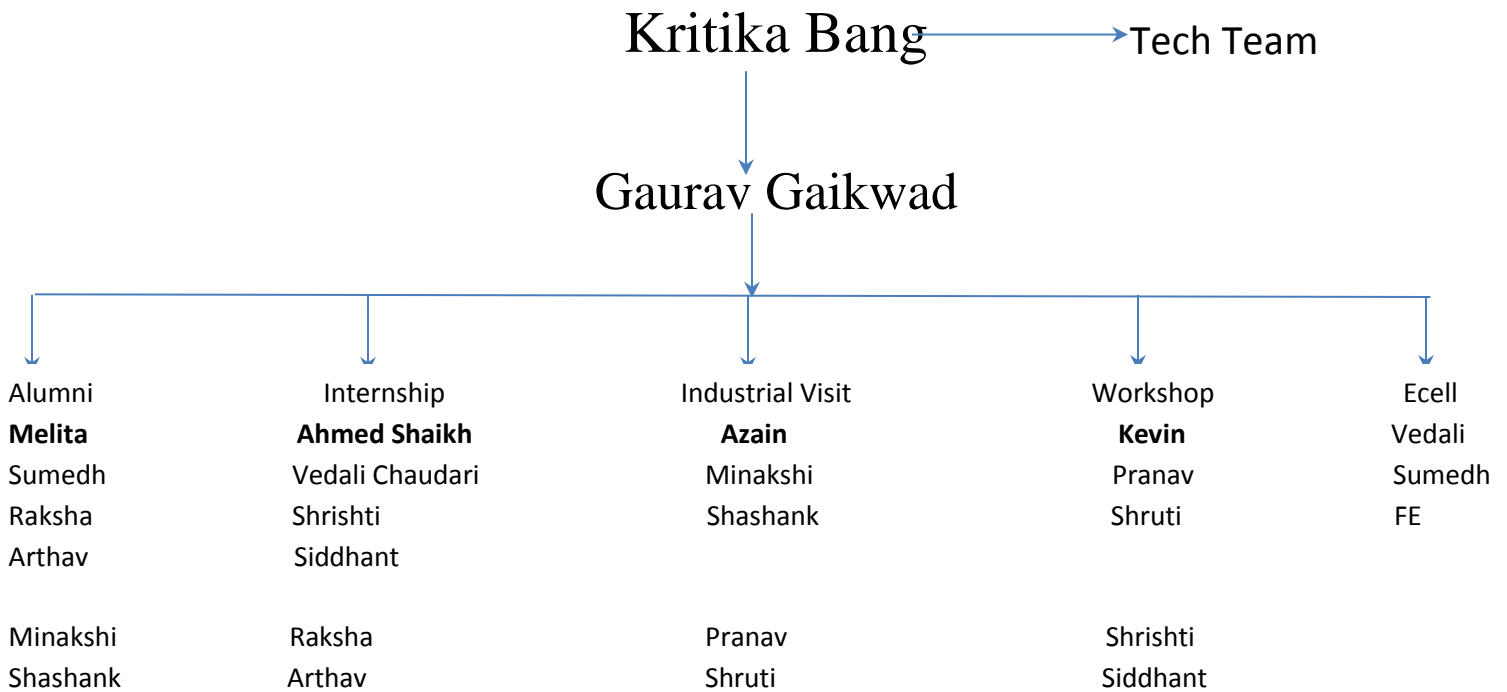 Kritika Bang Tech Team
Gaurav Gaikwad
Alumni Internship Industrial Visit Workshop Ecell
Melita Ahmed Shaikh Azain Kevin Vedali
Sumedh Vedali Chaudari Minakshi Pranav Sumedh
Raksha Shrishti Shashank Shruti FE
Arthav Siddhant
Minakshi Raksha Pranav Shrishti
Shashank Arthav Shruti Siddhant